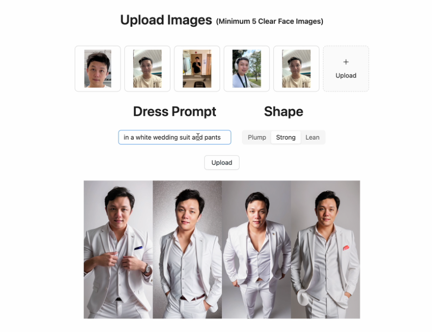 Upload Images (Minimum 5 Clear Face Images)
+
Upload
Dress Prompt Shape
in a white wedding suit and pants Plump Strong Lean
Upload